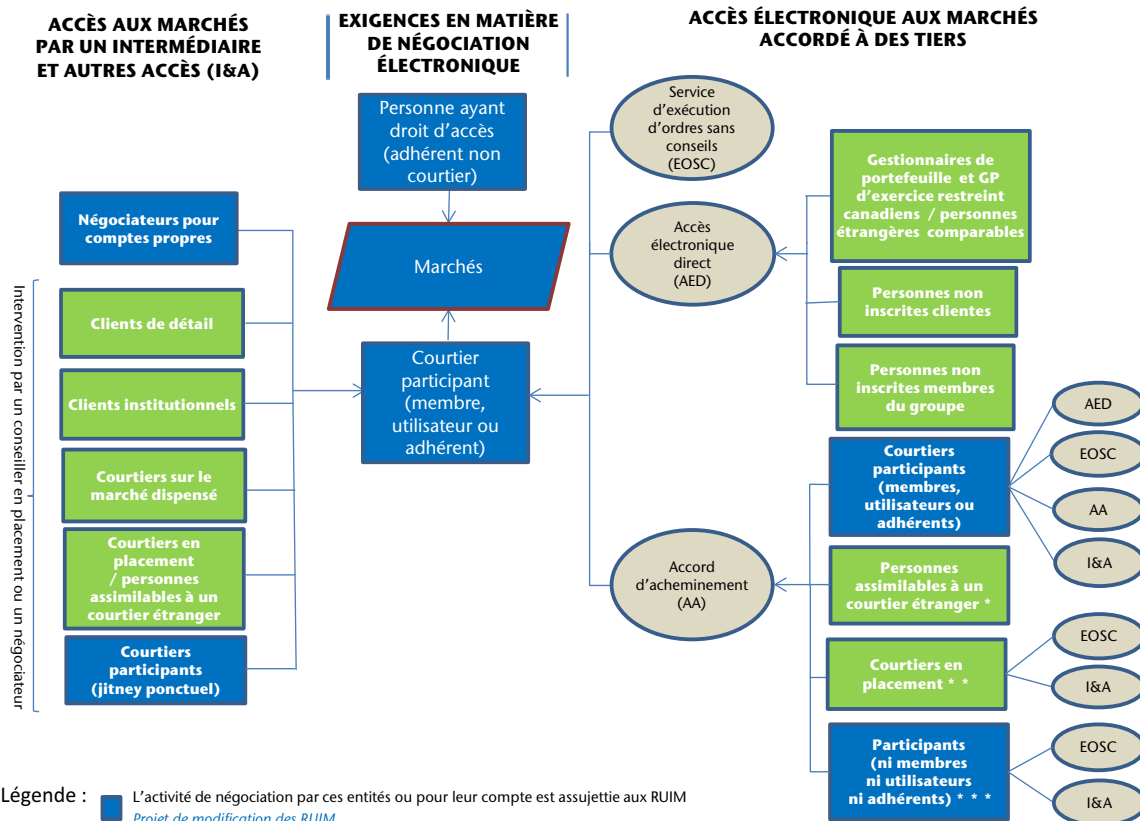 ACCÈS AUX MARCHÉS
PAR UN INTERMÉDIAIRE
ET AUTRES ACCÈS (I&A)
EXIGENCES EN MATIÈRE
DE NÉGOCIATION
ÉLECTRONIQUE
ACCÈS ÉLECTRONIQUE AUX MARCHÉS
ACCORDÉ À DES TIERS
Intervention par un conseiller en placement ou un négociateur
Négociateurs pour
comptes propres
Clients de détail
Clients institutionnels
Courtiers sur le
marché dispensé
Courtiers en
placement
/ personnes
assimilables à un
courtier étranger
Courtiers
participants
(jitney ponctuel)
Personne ayant
droit d'accès
(adhérent non
courtier)
Marchés
Courtier
participant
(membre,
utilisateur ou
adhérent)
Service
d'exécution
d'ordres sans
conseils
(EOSC)
Accès
électronique
direct
(AED)
Accord
d'acheminement
(AA)
Gestionnaires de
portefeuille et GP
d'exercice restreint
canadiens / personnes
étrangères comparables
Personnes non
inscrites clientes
Personnes non
inscrites membres
du groupe
Courtiers
participants
(membres,
utilisateurs ou
adhérents)
Personnes
assimilables à un
courtier étranger *
Courtiers en
placement * *
Participants
(ni membres
ni utilisateurs
ni adhérents) * * *
AED
EOSC
AA
I&A
EOSC
I&A
EOSC
I&A
Légende :
L'activité de négociation par ces entités ou pour leur compte est assujettie aux RUIM
Projet de modification des RUIM